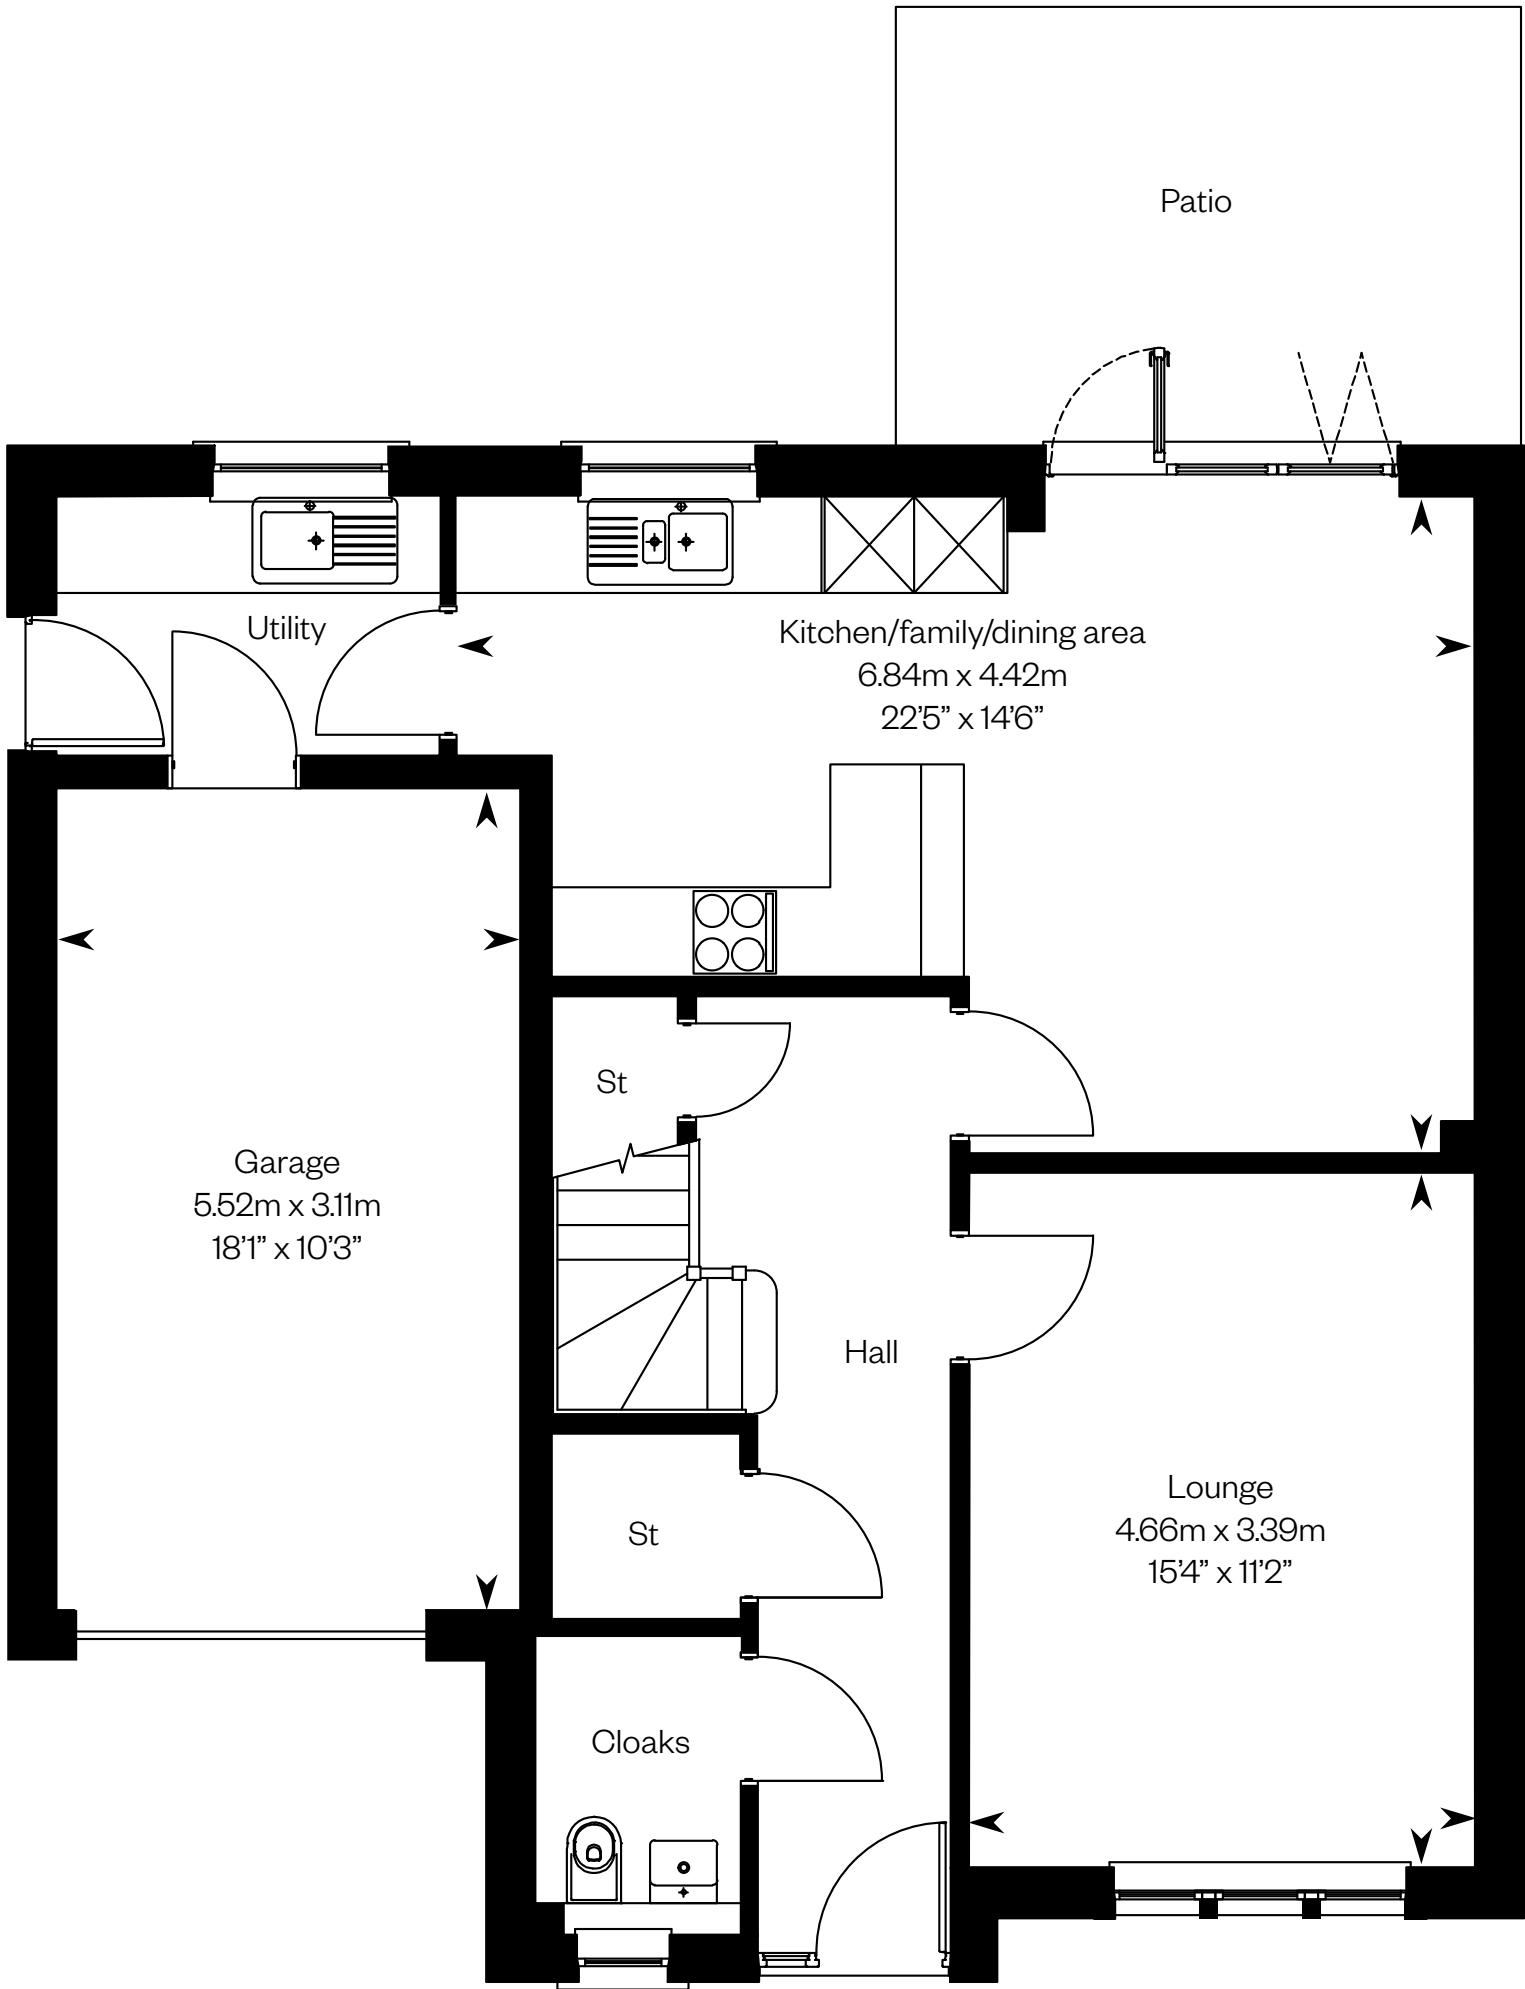 Patio
Utility
Kitchen/family/dining area
6.84m x 4.42m
22’5” x 14’6”
St
Garage
5.52m x 3.11m
18’1” x 10’3”
Hall
Lounge
4.66m x 3.39m
15’4” x 11’2”
St
Cloaks